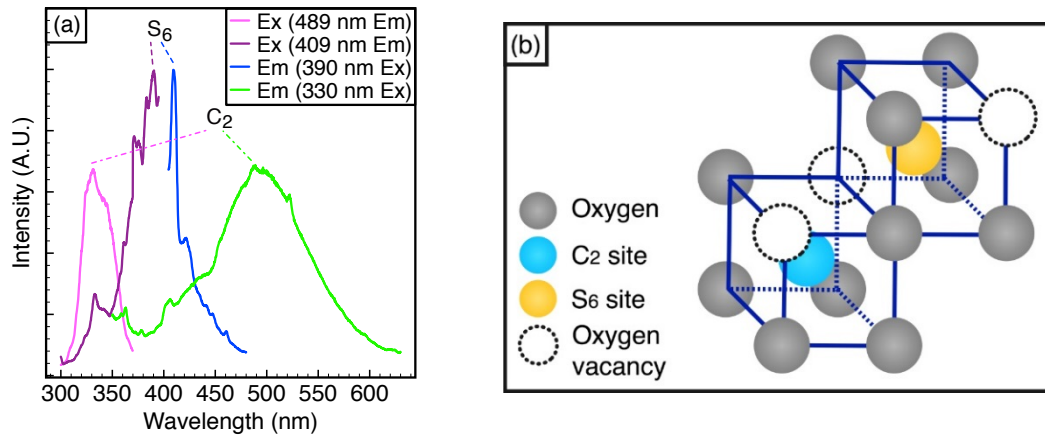 (a)
S6
Ex (489 nm Em)
Ex (409 nm Em)
Em (390 nm Ex)
Em (330 nm Ex)
C2
Intensity (A.U.)
300 350 400 450 500 550 600
Wavelength (nm)
(b)
Oxygen
C2 site
S6 site
Oxygen
vacancy